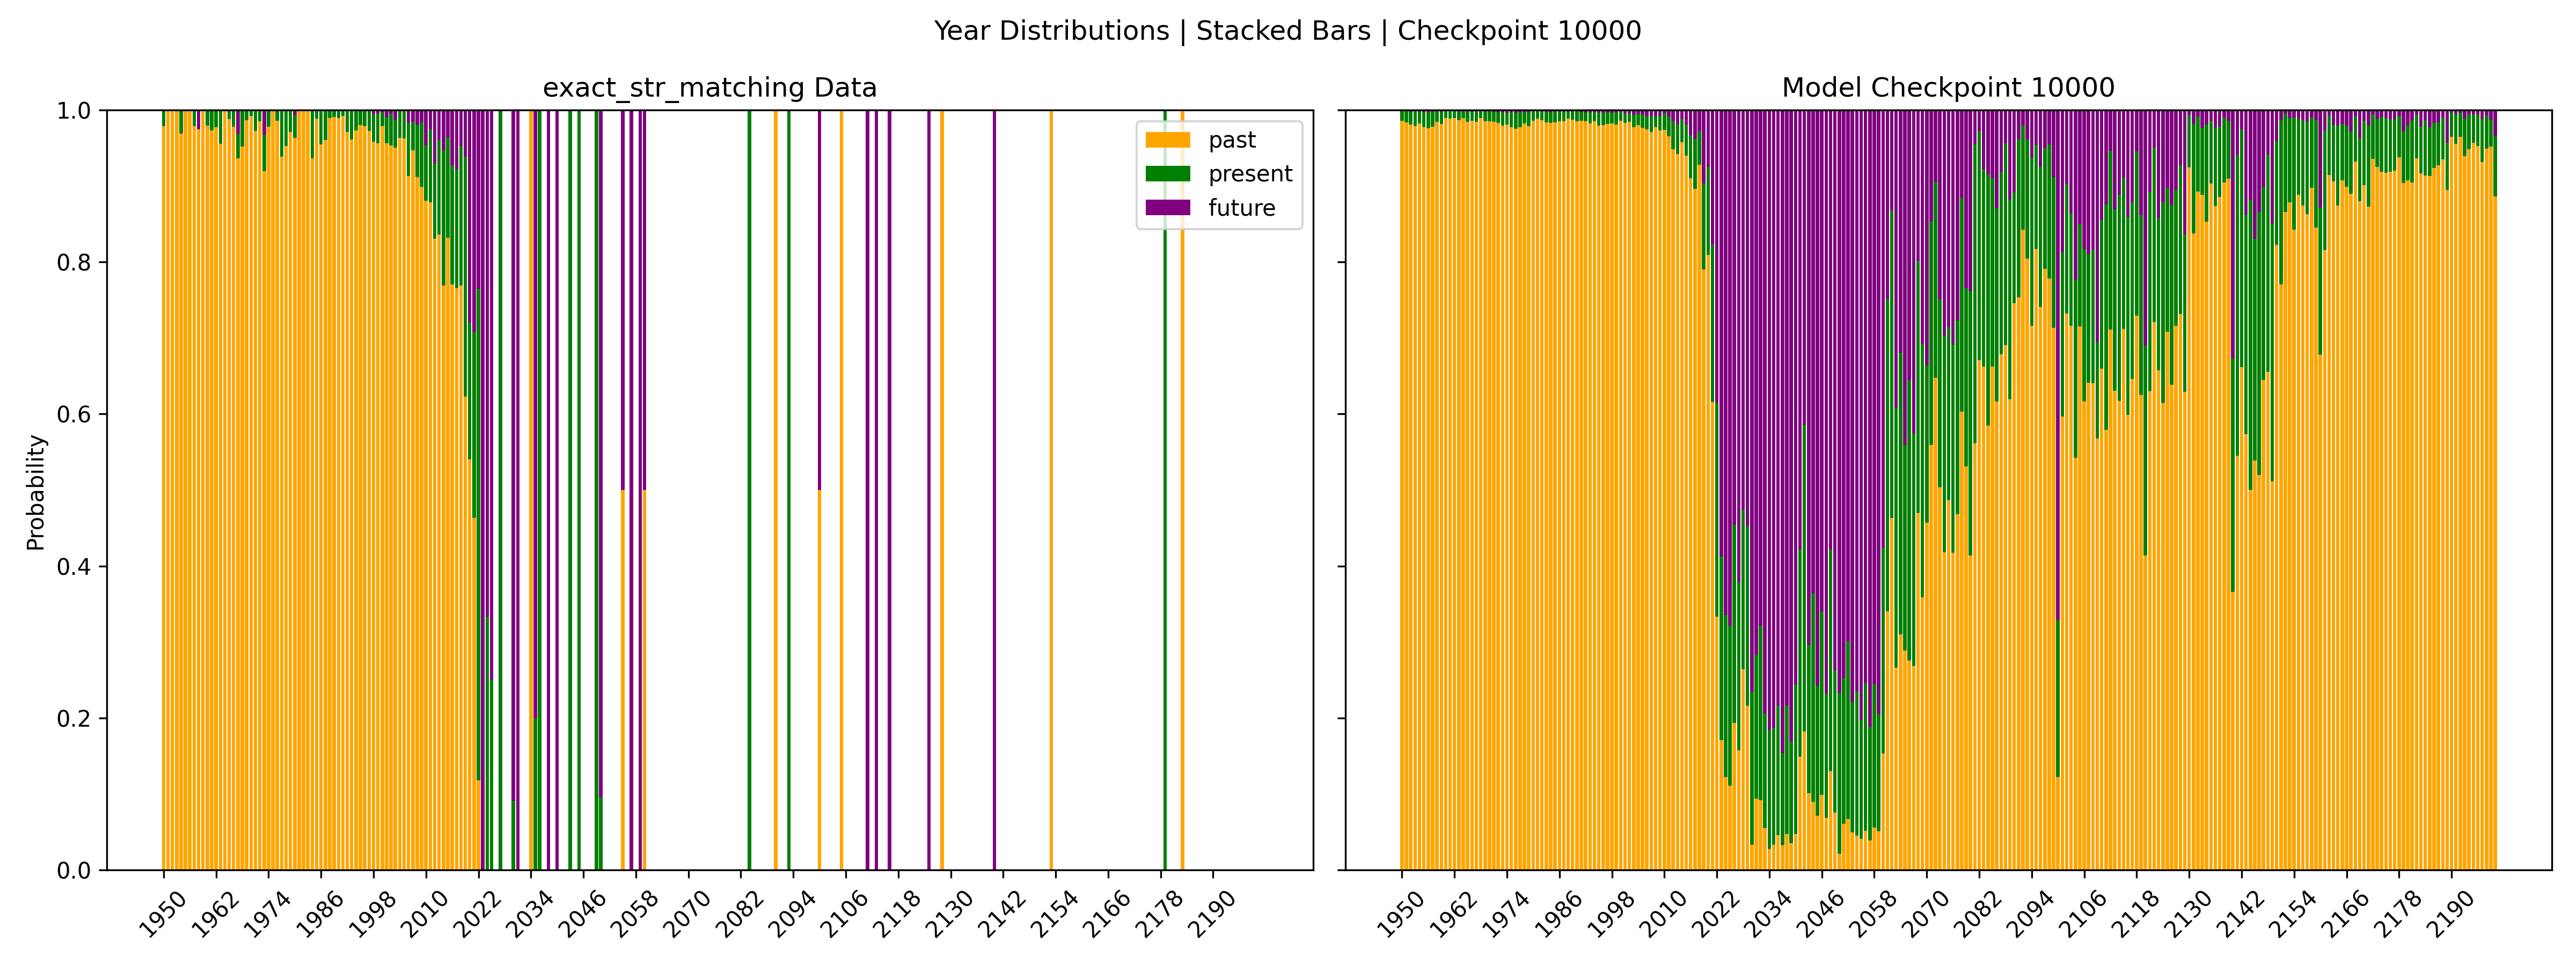 Year Distributions | Stacked Bars | Checkpoint 10000
exact_str_matching Data
Probability
1.0
0.8
0.6
0.4
0.2
0.0
past
present
future
1950 1962 1974 1986 1998 2010 2022 2034 2046 2058 2070 2082 2094 2106 2118 2130 2142 2154 2166 2178 2190
Model Checkpoint 10000
1950 1962 1974 1986 1998 2010 2022 2034 2046 2058 2070 2082 2094 2106 2118 2130 2142 2154 2166 2178 2190